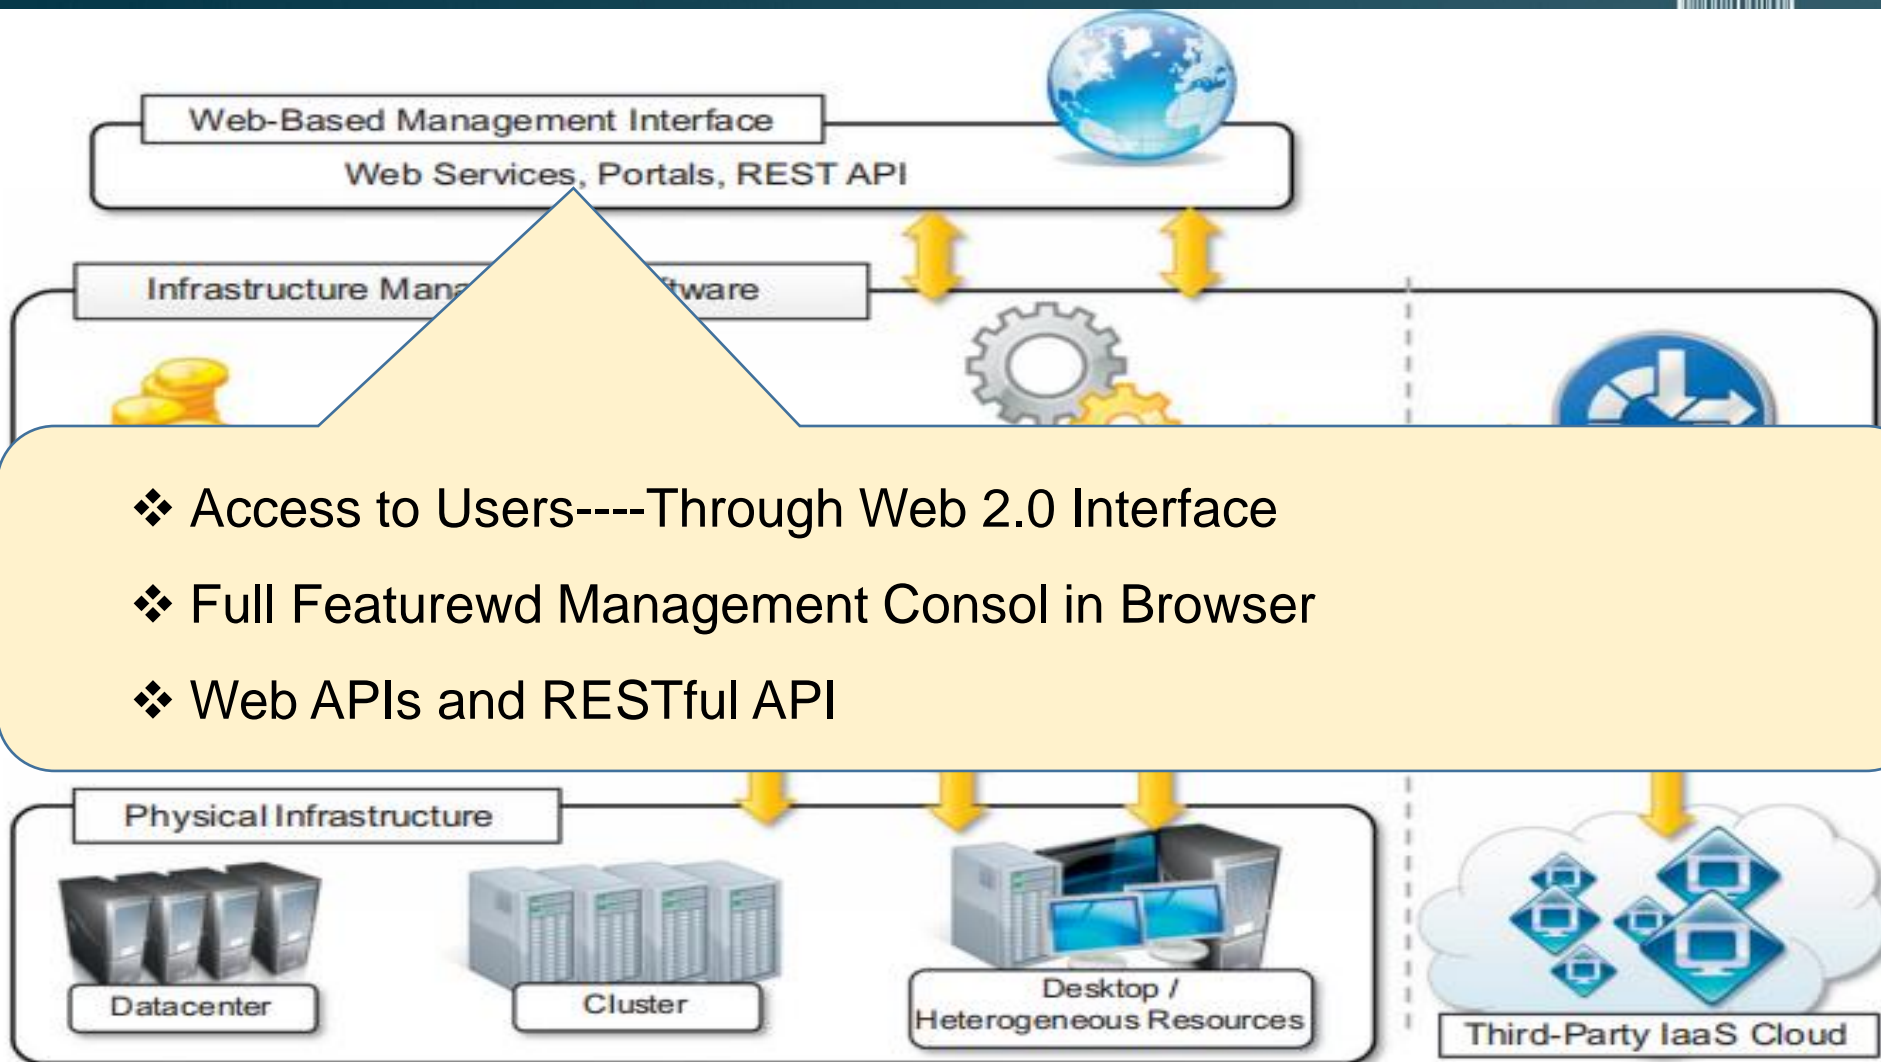 Web-Based Management Interface
Web Services, Portals, REST API
Infrastructure
❖ Access to Users----Through Web 2.0 Interface
❖ Full Featurewd Management Consol in Browser
❖ Web APIs and RESTful API
Physical Infrastructure
Datacenter
Cluster
Desktop /
Heterogeneous Resources
Third-Party IaaS Cloud